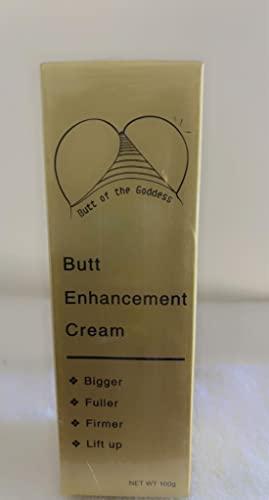 Butt of the Goddess
Butt
Enhancement
Cream
❖ Bigger
❖ Fuller
❖ Firmer
❖ Lift up
NET WT 100g